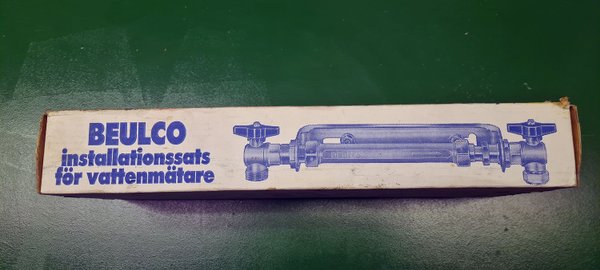 BEULCO
installationssats
för vattenmätare